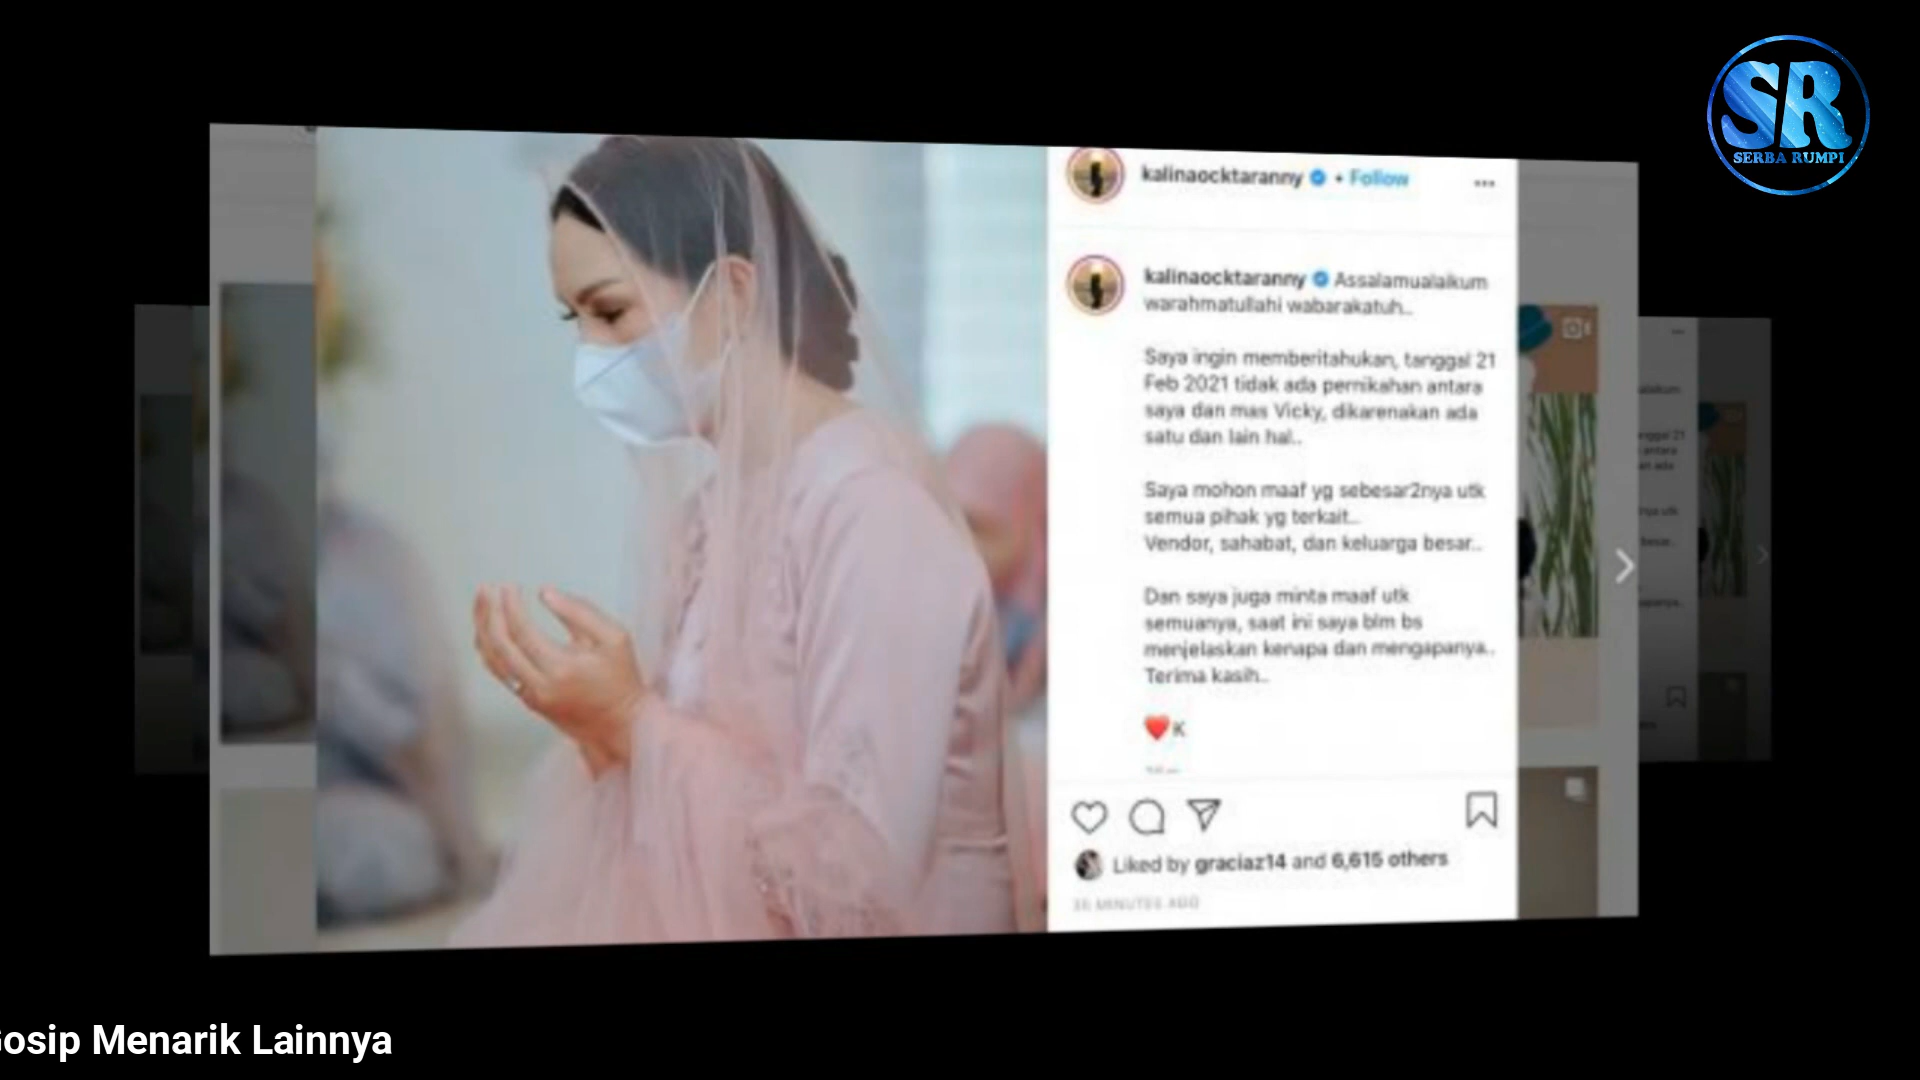 SR
SERBA RUMPI
kalinaocktaranny • Follow
kalinaocktaranny Assalamualaikum
warahmatullahi wabarakatuh..
Saya ingin memberitahukan, tanggal 21
Feb 2021 tidak ada pernikahan antara
saya dan mas Vicky, dikarenakan ada
satu dan lain hal..
Saya mohon maaf yg sebesar2nya utk
semua pihak yg terkait..
Vendor, sahabat, dan keluarga besar..
Dan saya juga minta maaf utk
semuanya, saat ini saya blm bs
menjelaskan kenapa dan mengapanya..
Terima kasih..
❤️K
Liked by graciaz14 and 6,615 others
MINUTES AGO
osip Menarik Lainnya